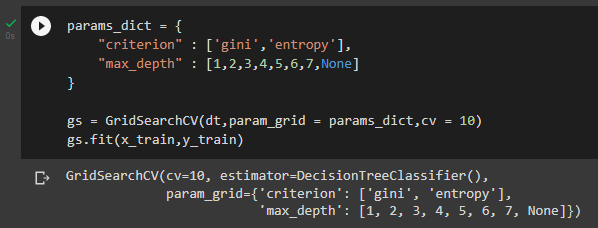 params_dict = {
"criterion" : ['gini','entropy'],
"max_depth" : [1,2,3,4,5,6,7,None]
}
gs = GridSearchCV(dt,param_grid = params_dict,cv = 10)
gs.fit(x_train,y_train)
0s
GridSearchCV(cv=10, estimator=DecisionTreeClassifier(),
param_grid={'criterion': ['gini', 'entropy'],
'max_depth': [1, 2, 3, 4, 5, 6, 7, None]})